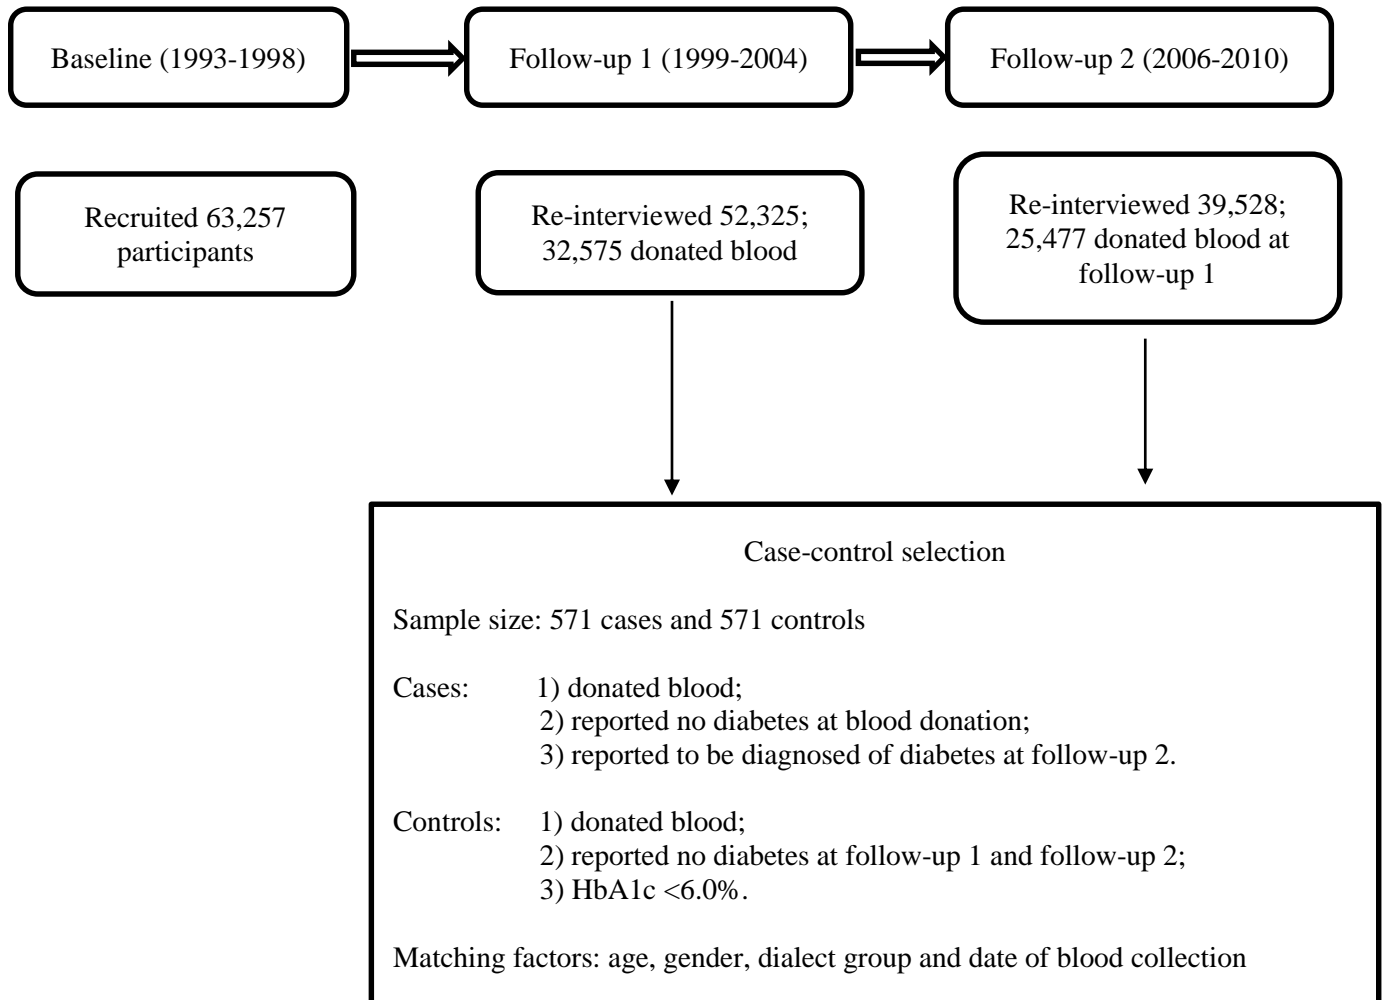 Baseline (1993-1998)
Follow-up 1 (1999-2004)
Follow-up 2 (2006-2010)
Recruited 63,257
participants
Re-interviewed 52,325;
32,575 donated blood
Re-interviewed 39,528;
25,477 donated blood at
follow-up 1
Case-control selection
Sample size: 571 cases and 571 controls
Cases: 1) donated blood;
2) reported no diabetes at blood donation;
3) reported to be diagnosed of diabetes at follow-up 2.
Controls: 1) donated blood;
2) reported no diabetes at follow-up 1 and follow-up 2;
3) HbA1c <6.0%.
Matching factors: age, gender, dialect group and date of blood collection